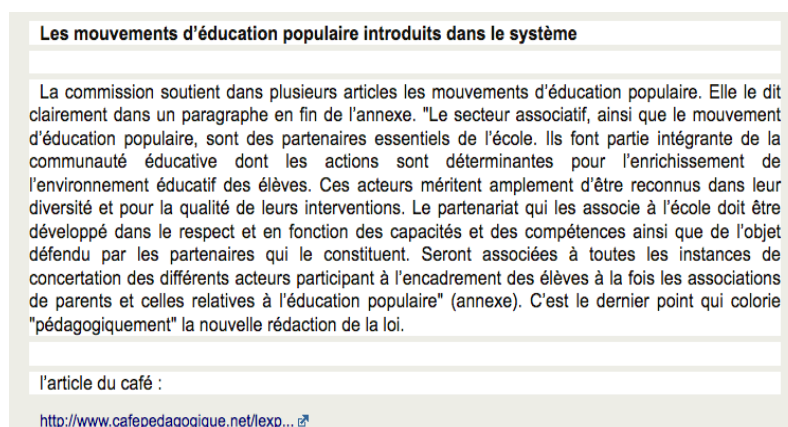 Les mouvements d’éducation populaire introduits dans le système
La commission soutient dans plusieurs articles les mouvements d’éducation populaire. Elle le dit
clairement dans un paragraphe en fin de l’annexe. "Le secteur associatif, ainsi que le mouvement
d’éducation populaire, sont des partenaires essentiels de l’école. Ils font partie intégrante de la
communauté éducative dont les actions sont déterminantes pour l’enrichissement de
l’environnement éducatif des élèves. Ces acteurs méritent amplement d’être reconnus dans leur
diversité et pour la qualité de leurs interventions. Le partenariat qui les associe à l’école doit être
développé dans le respect et en fonction des capacités et des compétences ainsi que de l’objet
défendu par les partenaires qui le constituent. Seront associées à toutes les instances de
concertation des différents acteurs participant à l’encadrement des élèves à la fois les associations
de parents et celles relatives à l’éducation populaire" (annexe). C’est le dernier point qui colorie
"pédagogiquement" la nouvelle rédaction de la loi.
l’article du café :
http://www.cafepedagogique.net/lexp...